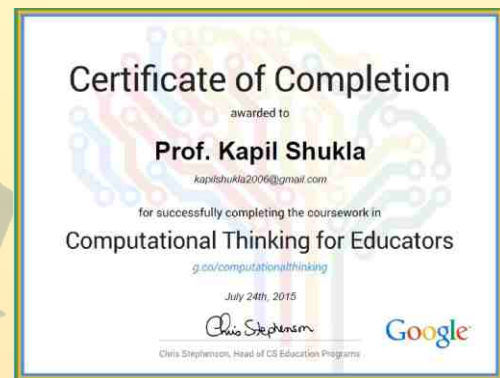 Certificate of Completion
awarded to
Prof. Kapil Shukla
kapilshukla2006@gmail.com
for successfully completing the coursework in
Computational Thinking for Educators
g.co/computationalthinking
July 24th, 2015
Chris Stephenson
Google
Chris Stephenson, Head of CS Education Programs